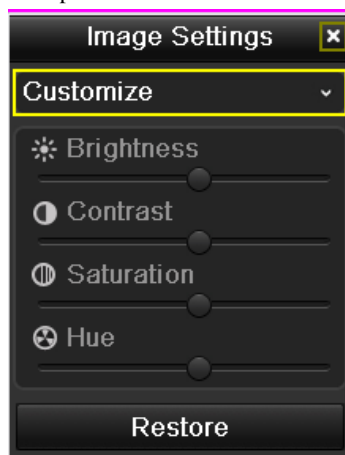 Image Settings
Customize
Brightness
Contrast
Saturation
Hue
Restore